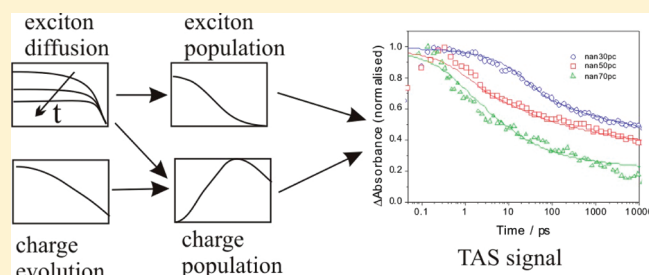 exciton
diffusion
exciton
population
t
charge
evolution
charge
population
ΔAbsorbance (normalised)
1.0
0.8
0.6
0.4
0.2
0.0
nan30pc
nan50pc
nan70pc
0.1
1
10
100
1000
10000
Time / ps
TAS signal